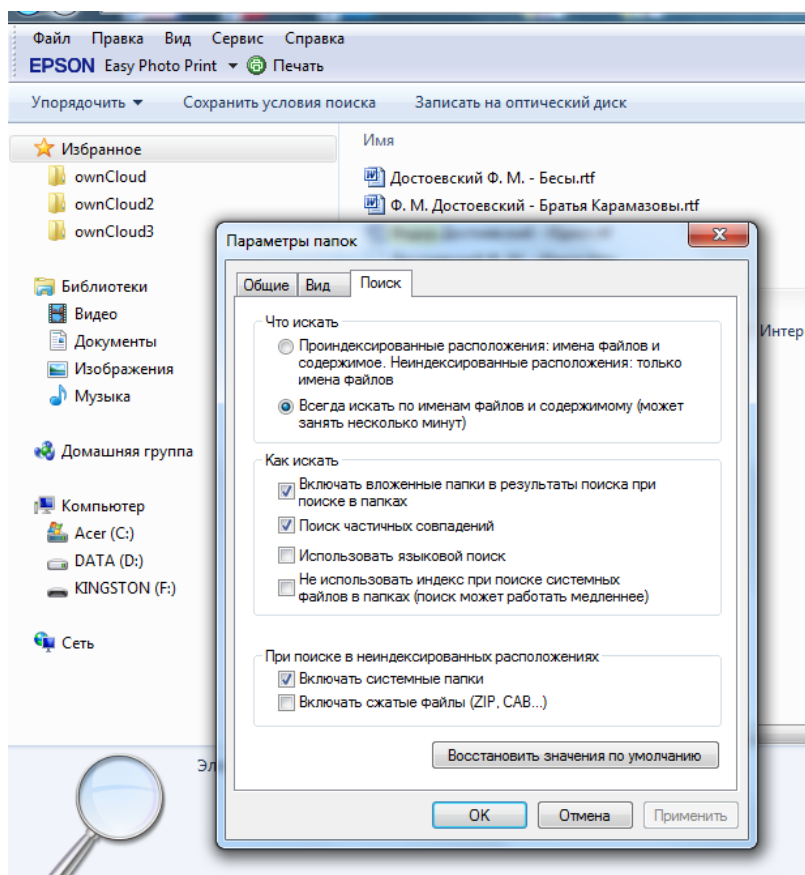 Файл Правка Вид Сервис Справка
EPSON Easy Photo Print Печать
Упорядочить Сохранить условия поиска Записать на оптический диск
Избранное
ownCloud
ownCloud2
ownCloud3
Библиотеки
Видео
Документы
Изображения
Музыка
Домашняя группа
Компьютер
Acer (C:)
DATA (D:)
KINGSTON (F:)
Сеть
Имя
Достоевский Ф. М. - Бесы.rtf
Ф. М. Достоевский - Братья Карамазовы.rtf
Интер
Эл
Параметры папок
Общие Вид Поиск
Что искать
Проиндексированные расположения: имена файлов и
содержимое. Неиндексированные расположения: только
имена файлов
Всегда искать по именам файлов и содержимому (может
занять несколько минут)
Как искать
Включать вложенные папки в результаты поиска при
поиске в папках
Поиск частичных совпадений
Использовать языковой поиск
Не использовать индекс при поиске системных
файлов в папках (поиск может работать медленнее)
При поиске в неиндексированных расположениях
Включать системные папки
Включать сжатые файлы (ZIP, CAB...)
Восстановить значения по умолчанию
OK Отмена Применить